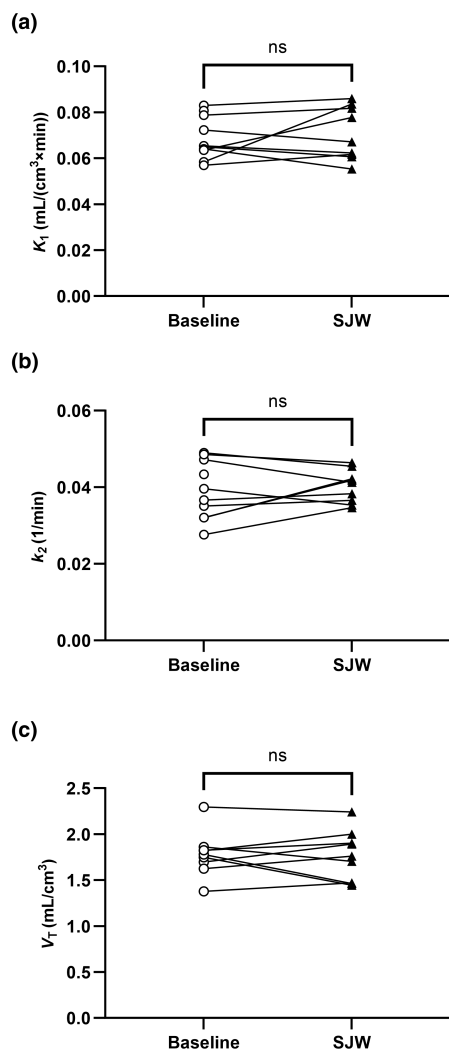 (a)
ns
0.10
0.08
0.06
0.04
0.02
0.00
K₁ (mL/(cm³×min))
Baseline SJW
(b)
ns
0.06
0.04
0.02
0.00
k₂ (1/min)
Baseline SJW
(c)
ns
2.5
2.0
1.5
1.0
0.5
0.0
V_T (mL/cm³)
Baseline SJW